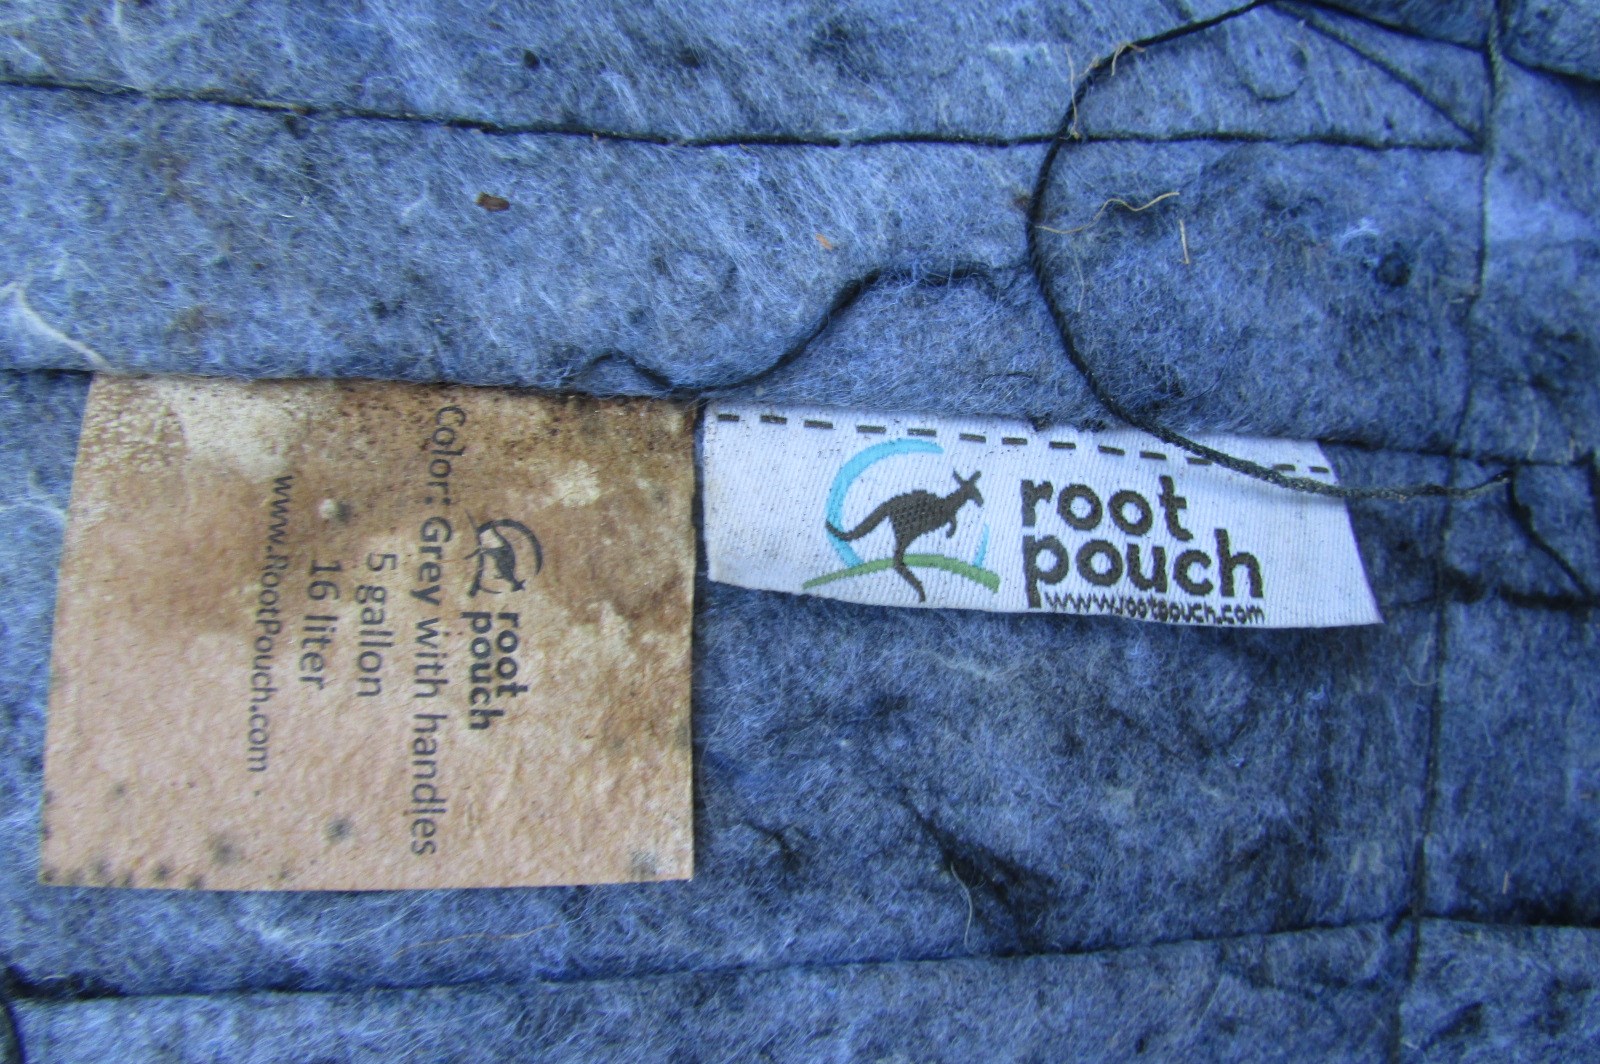 root
pouch
Color: Grey with handles
5 gallon
16 liter
www.RootPouch.com
root
pouch
www.rootpouch.com